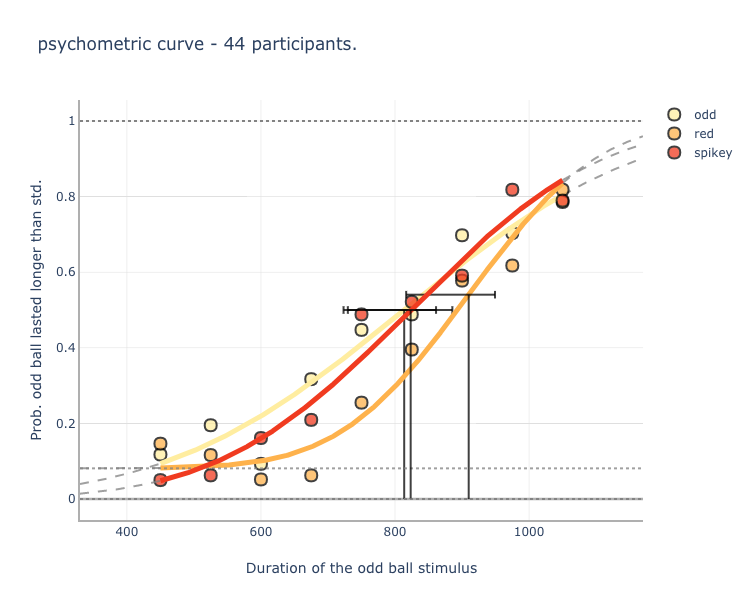 psychometric curve - 44 participants.
odd
red
spikey
Prob. odd ball lasted longer than std.
1
0.8
0.6
0.4
0.2
0
400
600
800
1000
Duration of the odd ball stimulus